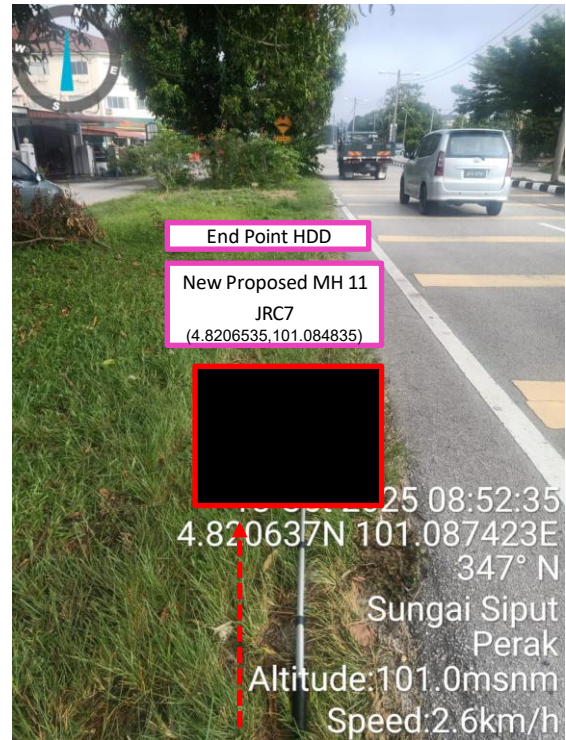 N
W
E
S
End Point HDD
New Proposed MH 11
JRC7
(4.8206535,101.084835)
2025 08:52:35
4.820637N 101.087423E
347° N
Sungai Siput
Perak
Altitude:101.0msnm
Speed:2.6km/h